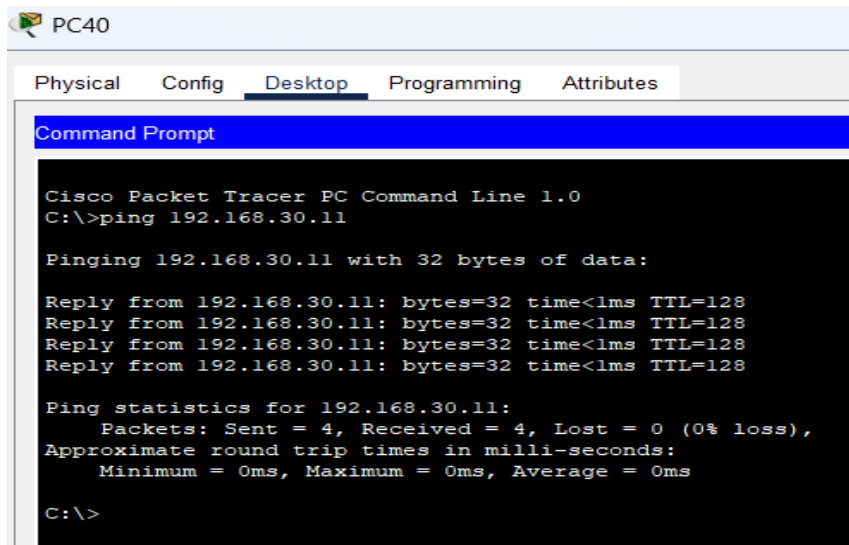 PC40
Physical Config Desktop Programming Attributes
Command Prompt
Cisco Packet Tracer PC Command Line 1.0
C:\>ping 192.168.30.11
Pinging 192.168.30.11 with 32 bytes of data:
Reply from 192.168.30.11: bytes=32 time<1ms TTL=128
Reply from 192.168.30.11: bytes=32 time<1ms TTL=128
Reply from 192.168.30.11: bytes=32 time<1ms TTL=128
Reply from 192.168.30.11: bytes=32 time<1ms TTL=128
Ping statistics for 192.168.30.11:
Packets: Sent = 4, Received = 4, Lost = 0 (0% loss),
Approximate round trip times in milli-seconds:
Minimum = 0ms, Maximum = 0ms, Average = 0ms
C:\>